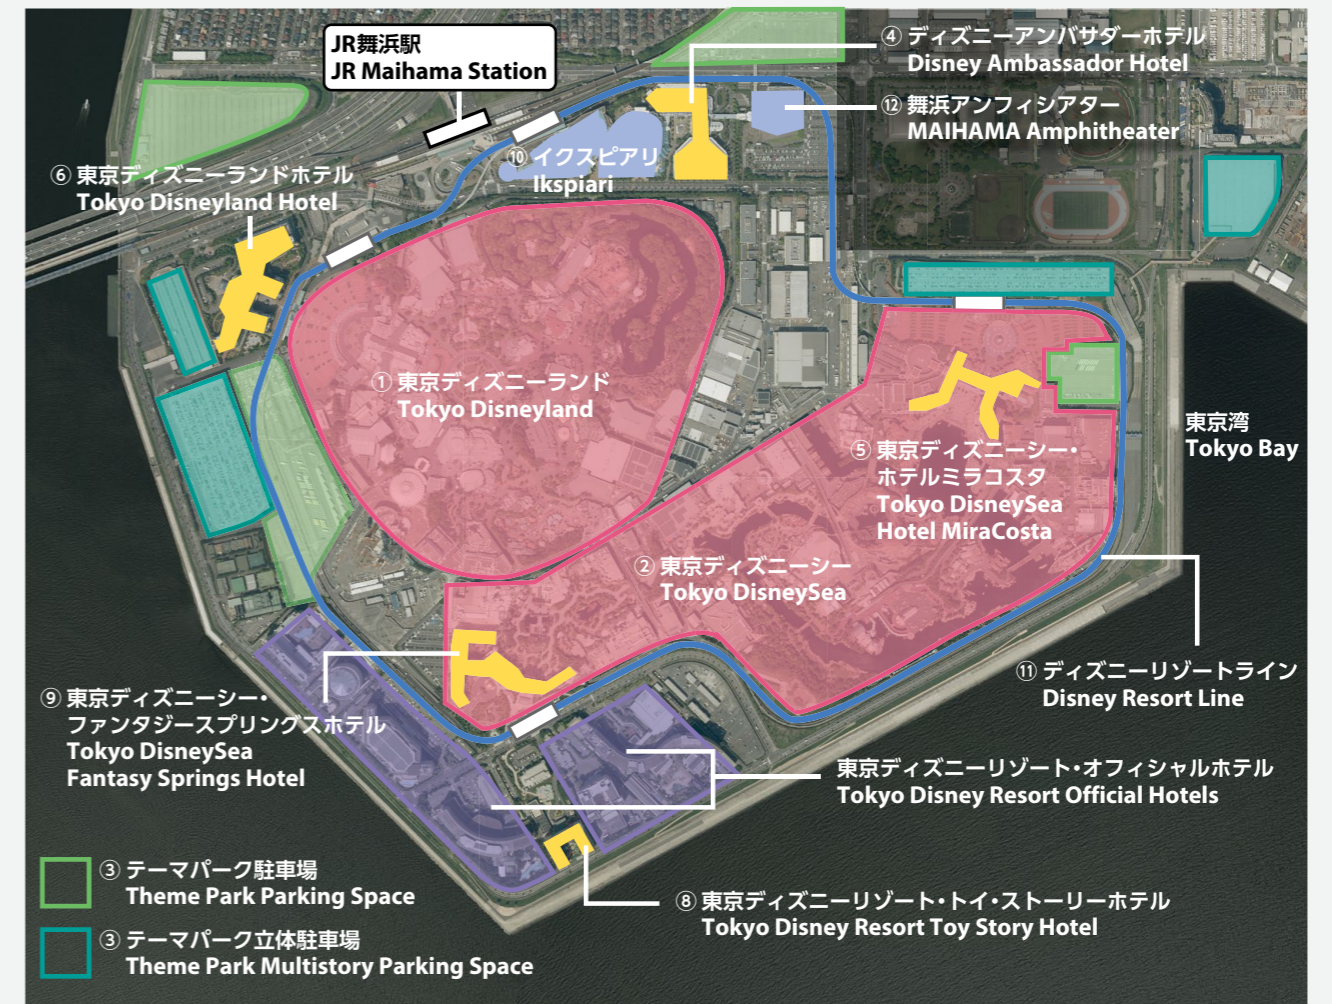 JR舞浜駅
JR Maihama Station
④ ディズニーアンバサダーホテル
Disney Ambassador Hotel
⑫ 舞浜アンフィシアター
MAIHAMA Amphitheater
⑩ イクスピアリ
Ikspiari
⑥ 東京ディズニーランドホテル
Tokyo Disneyland Hotel
① 東京ディズニーランド
Tokyo Disneyland
東京湾
Tokyo Bay
⑤ 東京ディズニーシー・
ホテルミラコスタ
Tokyo DisneySea
Hotel MiraCosta
② 東京ディズニーシー
Tokyo DisneySea
⑪ ディズニーリゾートライン
Disney Resort Line
⑨ 東京ディズニーシー・
ファンタジースプリングスホテル
Tokyo DisneySea
Fantasy Springs Hotel
東京ディズニーリゾート・オフィシャルホテル
Tokyo Disney Resort Official Hotels
⑧ 東京ディズニーリゾート・トイ・ストーリーホテル
Tokyo Disney Resort Toy Story Hotel
③ テーマパーク駐車場
Theme Park Parking Space
③ テーマパーク立体駐車場
Theme Park Multistory Parking Space